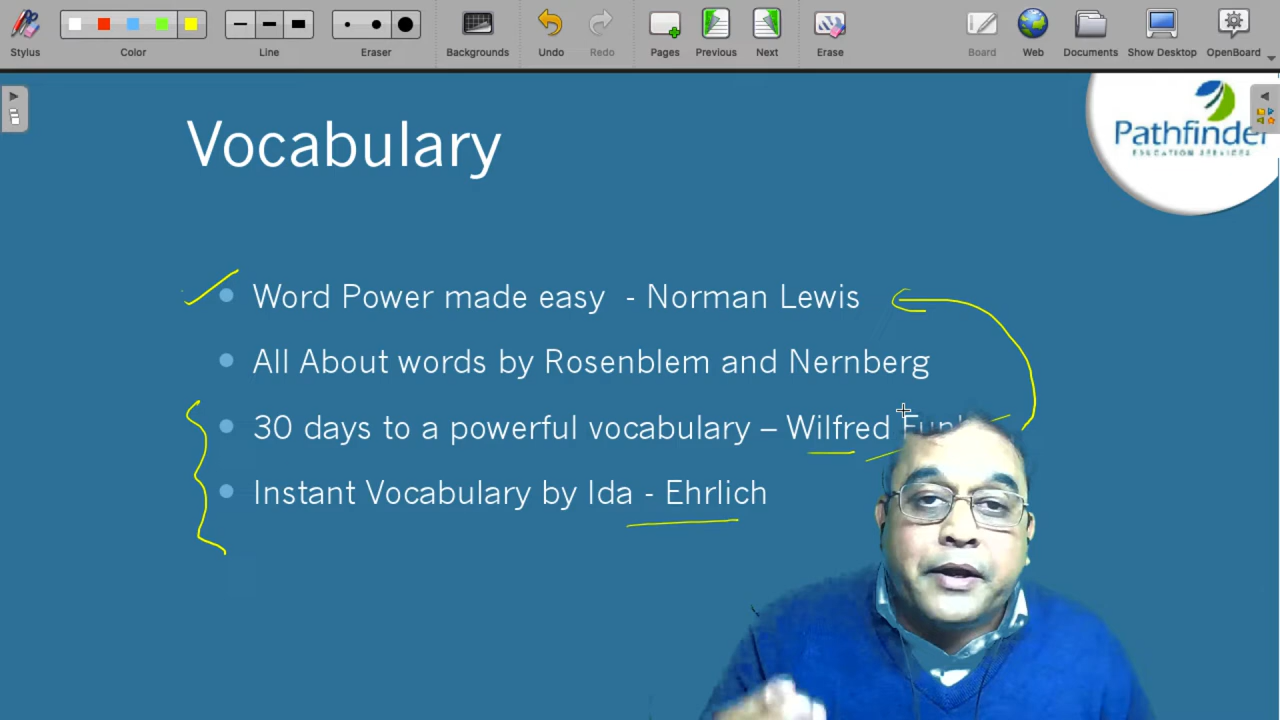 Stylus
Color
Line
Eraser
Backgrounds
Undo
Redo
Pages
Previous
Next
Erase
Board
Web
Documents
Show Desktop
OpenBoard
Pathfinder
EDUCATION SERVICES
Vocabulary
Word Power made easy - Norman Lewis
All About words by Rosenblem and Nernberg
30 days to a powerful vocabulary – Wilfred
Instant Vocabulary by Ida - Ehrlich